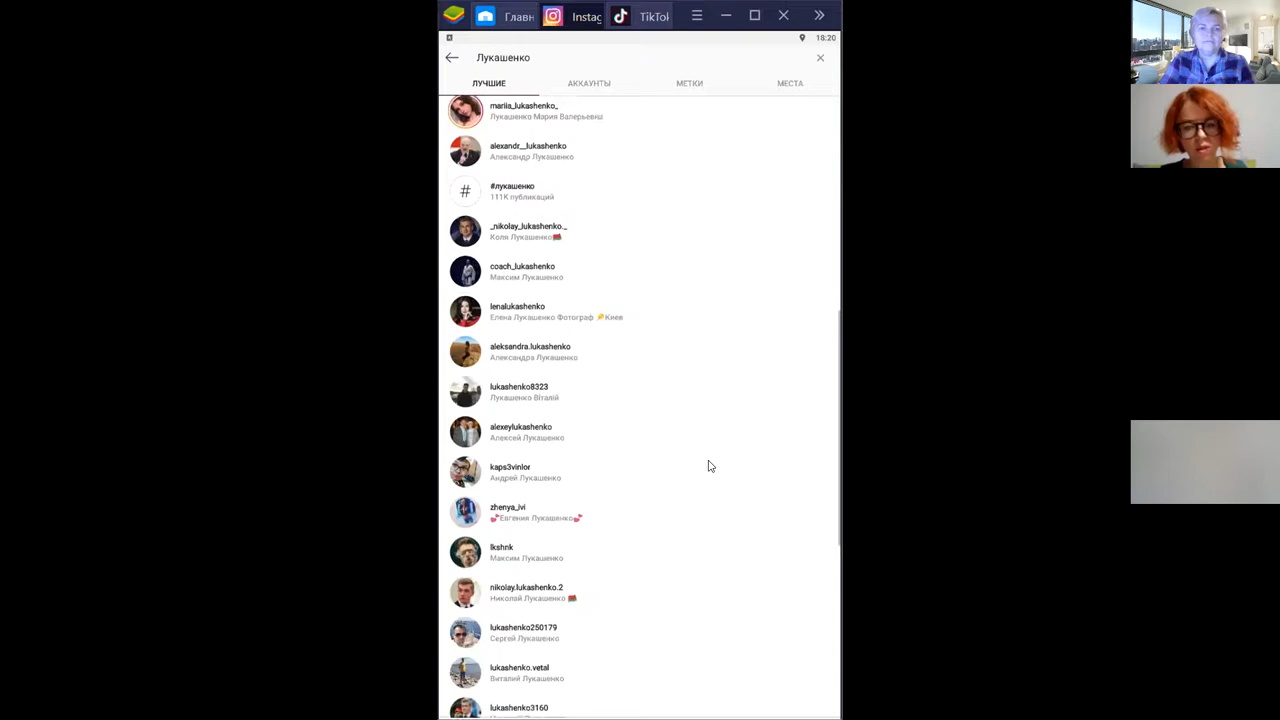 Главн
Instag
TikTok
18:20
Лукашенко
ЛУЧШИЕ
АККАУНТЫ
МЕТКИ
МЕСТА
mariia_lukashenko_
Лукашенко Мария Валерьевна
alexandr__lukashenko
Александр Лукашенко
#лукашенко
111K публикаций
_nikolay_lukashenko._
Коля Лукашенко
coach_lukashenko
Максим Лукашенко
lenalukashenko
Елена Лукашенко Фотограф Киев
aleksandra.lukashenko
Александра Лукашенко
lukashenko8323
Лукашенко Віталій
alexeylukashenko
Алексей Лукашенко
kaps3vinlor
Андрей Лукашенко
zhenya_ivi
💕Евгения Лукашенко💕
lkshnk
Максим Лукашенко
nikolay.lukashenko.2
Николай Лукашенко
lukashenko250179
Сергей Лукашенко
lukashenko.vetal
Виталий Лукашенко
lukashenko3160